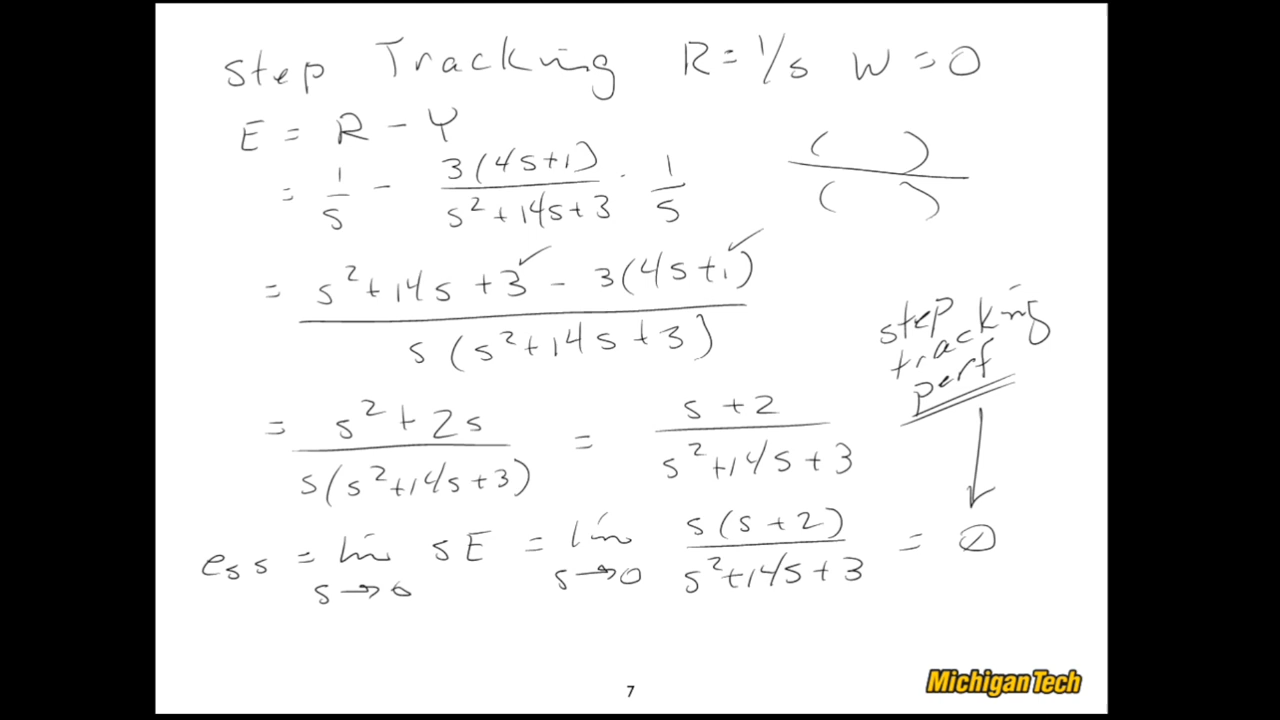 step Tracking R = 1/s w = 0
E = R - Y
= 1/s - 3(4s+1)/(s²+14s+3) · 1/s
( )/( )
= (s²+14s+3 - 3(4s+1))/(s(s²+14s+3))
step
tracking
perf
= (s²+2s)/(s(s²+14s+3)) = (s+2)/(s²+14s+3)
ess = lim s→0 sE = lim s→0 s(s+2)/(s²+14s+3) = 0
7
Michigan Tech